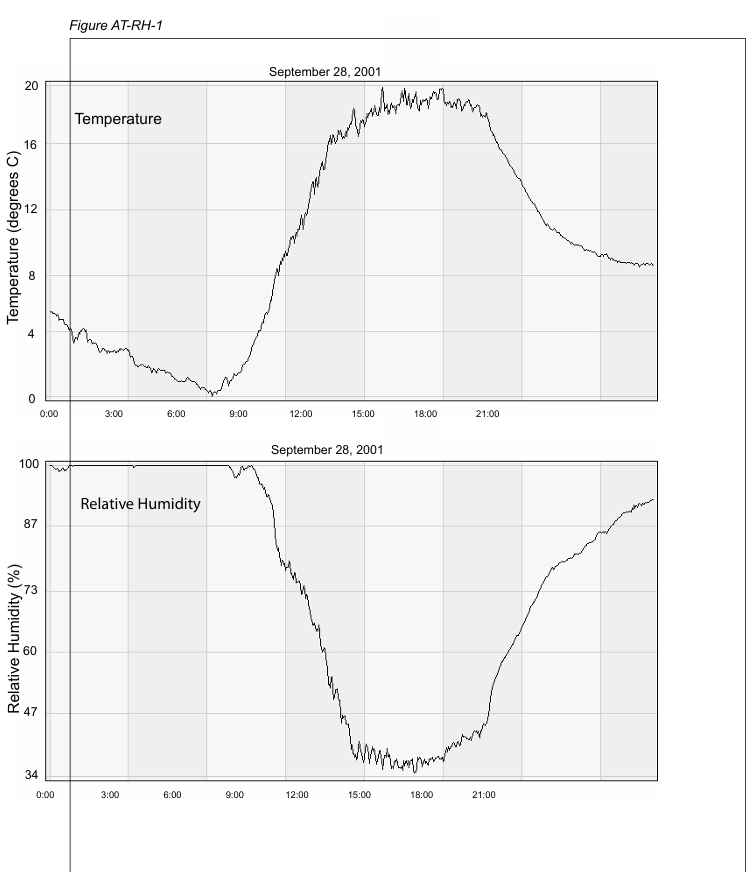 Figure AT-RH-1
September 28, 2001
20
Temperature
16
12
8
4
0
Temperature (degrees C)
0:00 3:00 6:00 9:00 12:00 15:00 18:00 21:00
September 28, 2001
100
Relative Humidity
87
73
60
47
34
Relative Humidity (%)
0:00 3:00 6:00 9:00 12:00 15:00 18:00 21:00